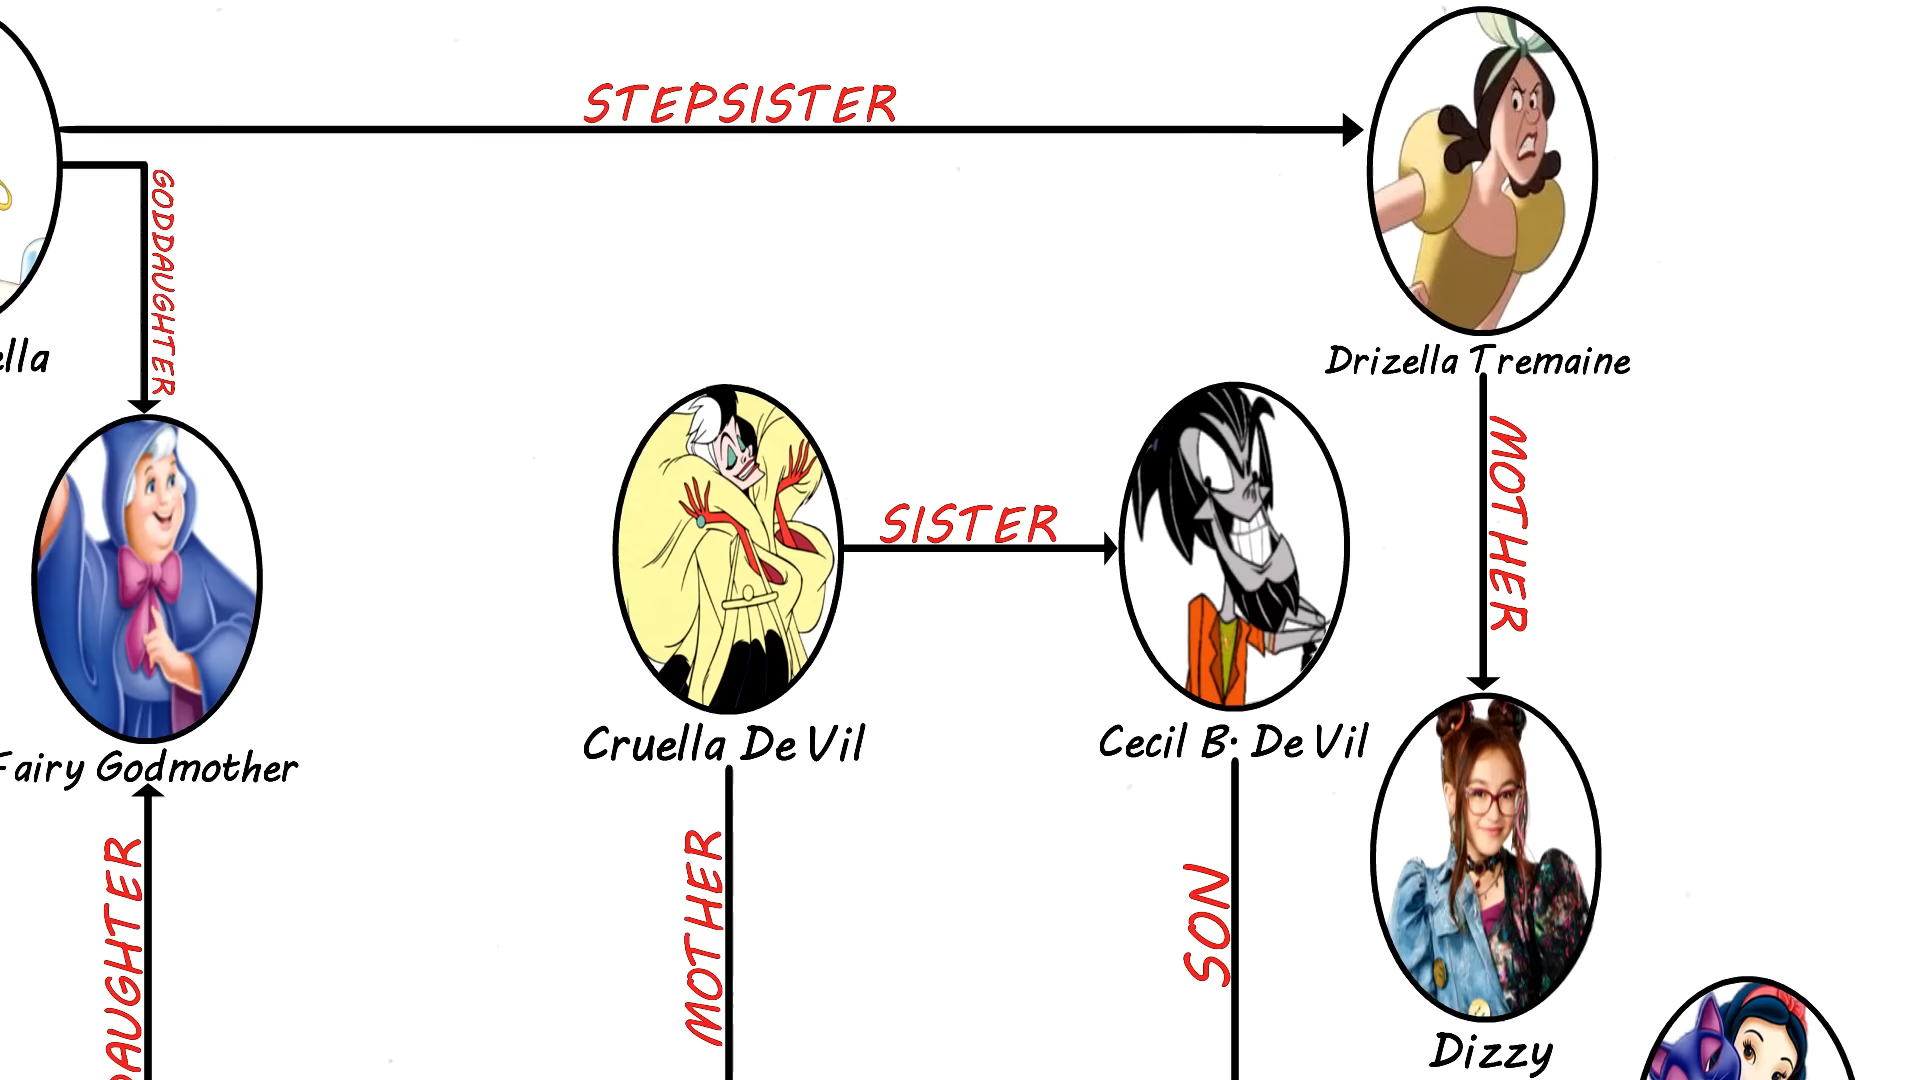 STEPSISTER
GODDAUGHTER
ella
Drizella Tremaine
MOTHER
SISTER
Fairy Godmother
Cruella De Vil
Cecil B. De Vil
DAUGHTER
MOTHER
SON
Dizzy